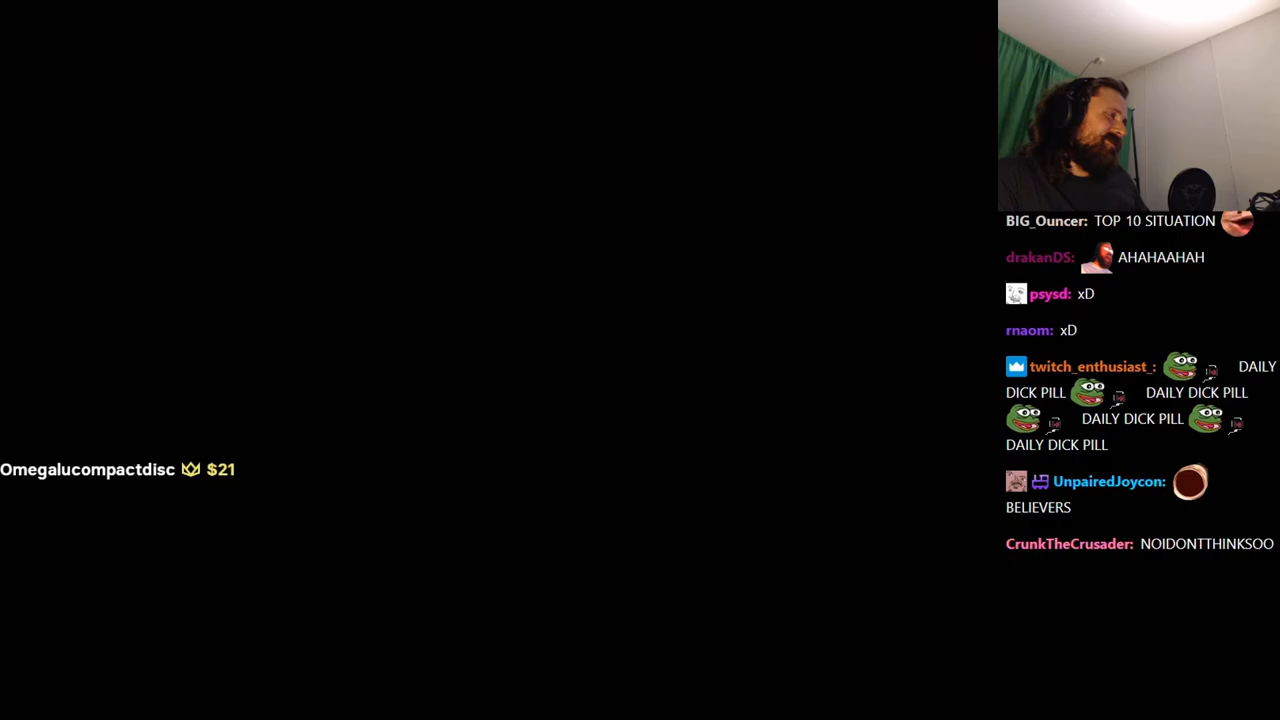 BIG_Ouncer: TOP 10 SITUATION
drakanDS: AHAHAAHAH
psysd: xD
rnaom: xD
twitch_enthusiast_: DAILY
DICK PILL DAILY DICK PILL
DAILY DICK PILL
DAILY DICK PILL
Omegalucompactdisc $21
UnpairedJoycon:
BELIEVERS
CrunkTheCrusader: NOIDONTTHINKSOO